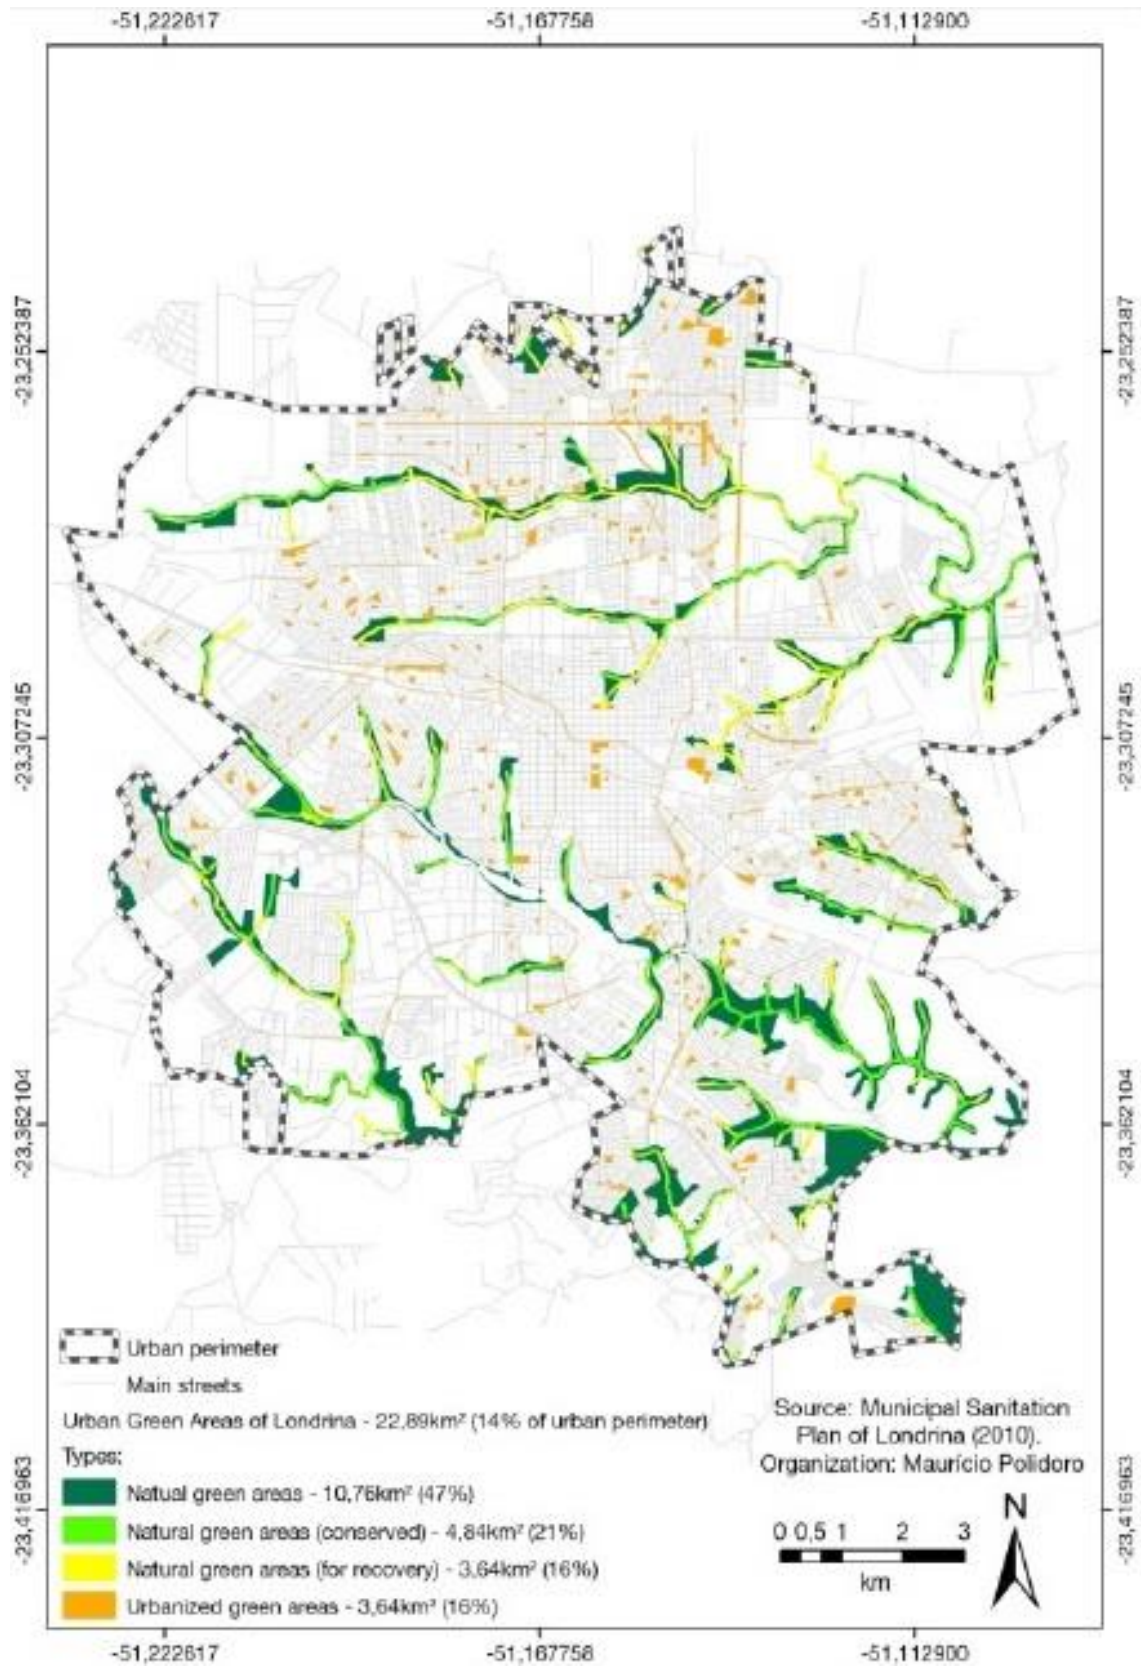 -51,222617 -51,167758 -51,112900
-23,252387 -23,252387
-23,307245 -23,307245
-23,362104 -23,362104
-23,416963 -23,416963
Urban perimeter
Main streets
Urban Green Areas of Londrina - 22,89km² (14% of urban perimeter)
Types:
Natual green areas - 10,76km² (47%)
Natural green areas (conserved) - 4,84km² (21%)
Natural green areas (for recovery) - 3,64km² (16%)
Urbanized green areas - 3,64km² (16%)
Source: Municipal Sanitation
Plan of Londrina (2010).
Organization: Maurício Polidoro
N
0 0,5 1 2 3
km
-51,222617 -51,167758 -51,112900